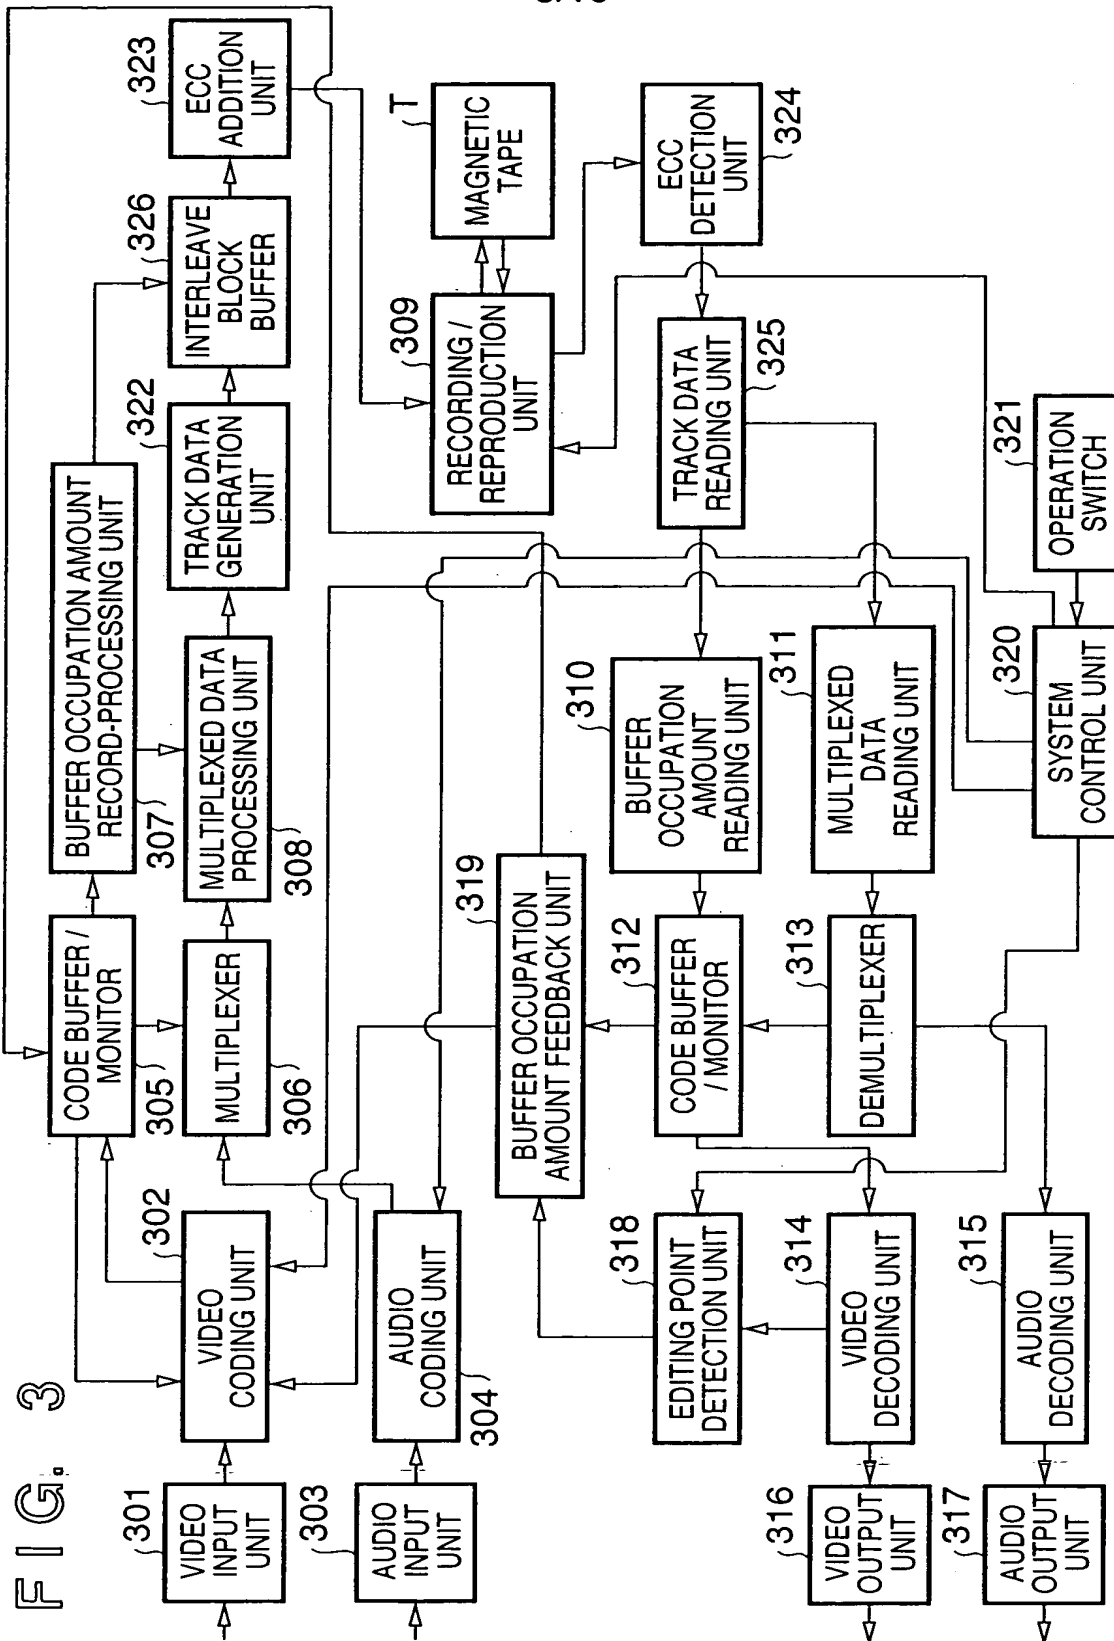 FIG. 3
301
VIDEO
INPUT
UNIT
302
VIDEO
CODING UNIT
303
AUDIO
INPUT
UNIT
AUDIO
CODING UNIT
304
CODE BUFFER /
MONITOR
305
MULTIPLEXER
306
BUFFER OCCUPATION AMOUNT
RECORD-PROCESSING UNIT
307
MULTIPLEXED DATA
PROCESSING UNIT
308
322
TRACK DATA
GENERATION
UNIT
326
INTERLEAVE
BLOCK
BUFFER
323
ECC
ADDITION
UNIT
309
RECORDING /
REPRODUCTION
UNIT
T
MAGNETIC
TAPE
319
BUFFER OCCUPATION
AMOUNT FEEDBACK UNIT
318
EDITING POINT
DETECTION UNIT
312
CODE BUFFER
/ MONITOR
310
BUFFER
OCCUPATION
AMOUNT
READING UNIT
TRACK DATA
READING UNIT
325
ECC
DETECTION
UNIT
324
316
VIDEO
OUTPUT
UNIT
314
VIDEO
DECODING UNIT
313
DEMULTIPLEXER
311
MULTIPLEXED
DATA
READING UNIT
317
AUDIO
OUTPUT
UNIT
315
AUDIO
DECODING UNIT
320
SYSTEM
CONTROL UNIT
321
OPERATION
SWITCH